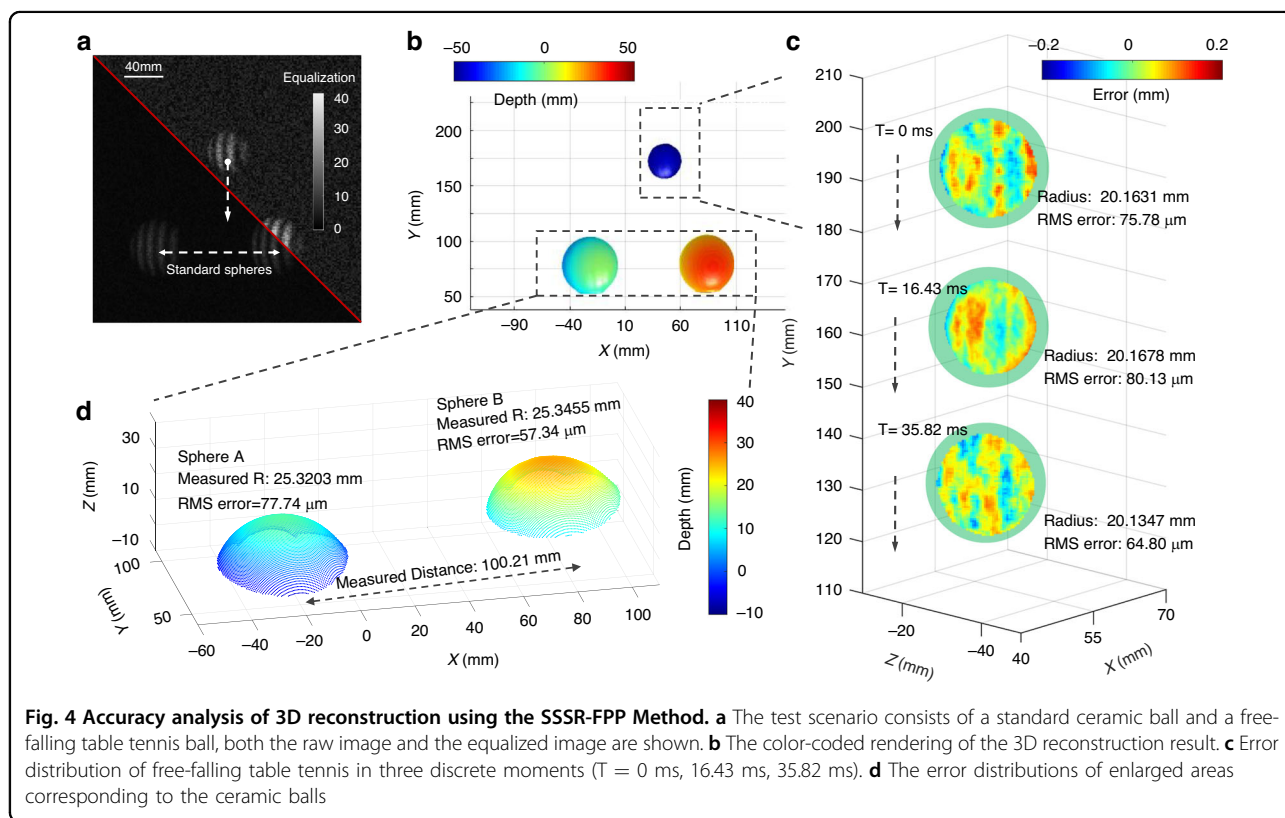 a
40mm
Equalization
40
30
20
10
0
Standard spheres
b
−50 0 50
Depth (mm)
200
150
100
50
Y (mm)
−90 −40 10 60 110
X (mm)
c
−0.2 0 0.2
Error (mm)
210
200
190
180
170
160
150
140
130
120
110
Y (mm)
T= 0 ms
Radius: 20.1631 mm
RMS error: 75.78 μm
T= 16.43 ms
Radius: 20.1678 mm
RMS error: 80.13 μm
T= 35.82 ms
Radius: 20.1347 mm
RMS error: 64.80 μm
−20
−40
Z (mm)
40
55
70
X (mm)
d
Sphere A
Measured R: 25.3203 mm
RMS error=77.74 μm
Sphere B
Measured R: 25.3455 mm
RMS error=57.34 μm
Measured Distance: 100.21 mm
30
10
−10
Z (mm)
100
50
Y (mm)
−60 −40 −20 0 20 40 60 80 100
X (mm)
40
30
20
10
0
−10
Depth (mm)
Fig. 4 Accuracy analysis of 3D reconstruction using the SSSR-FPP Method. a The test scenario consists of a standard ceramic ball and a free-
falling table tennis ball, both the raw image and the equalized image are shown. b The color-coded rendering of the 3D reconstruction result. c Error
distribution of free-falling table tennis in three discrete moments (T = 0 ms, 16.43 ms, 35.82 ms). d The error distributions of enlarged areas
corresponding to the ceramic balls